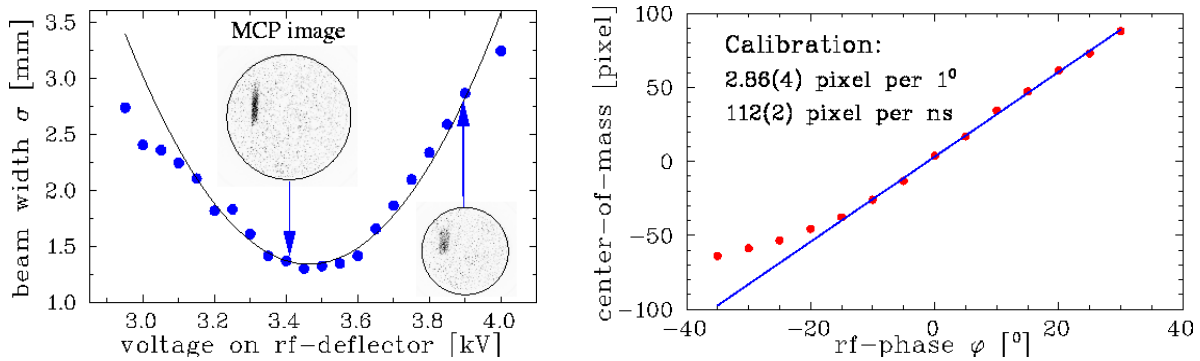 3.5
3.0
2.5
2.0
1.5
1.0
beam width σ [mm]
MCP image
3.0 3.2 3.4 3.6 3.8 4.0
voltage on rf-deflector [kV]
100
50
0
-50
-100
center-of-mass [pixel]
Calibration:
2.86(4) pixel per 1⁰
112(2) pixel per ns
-40 -20 0 20 40
rf-phase φ [⁰]